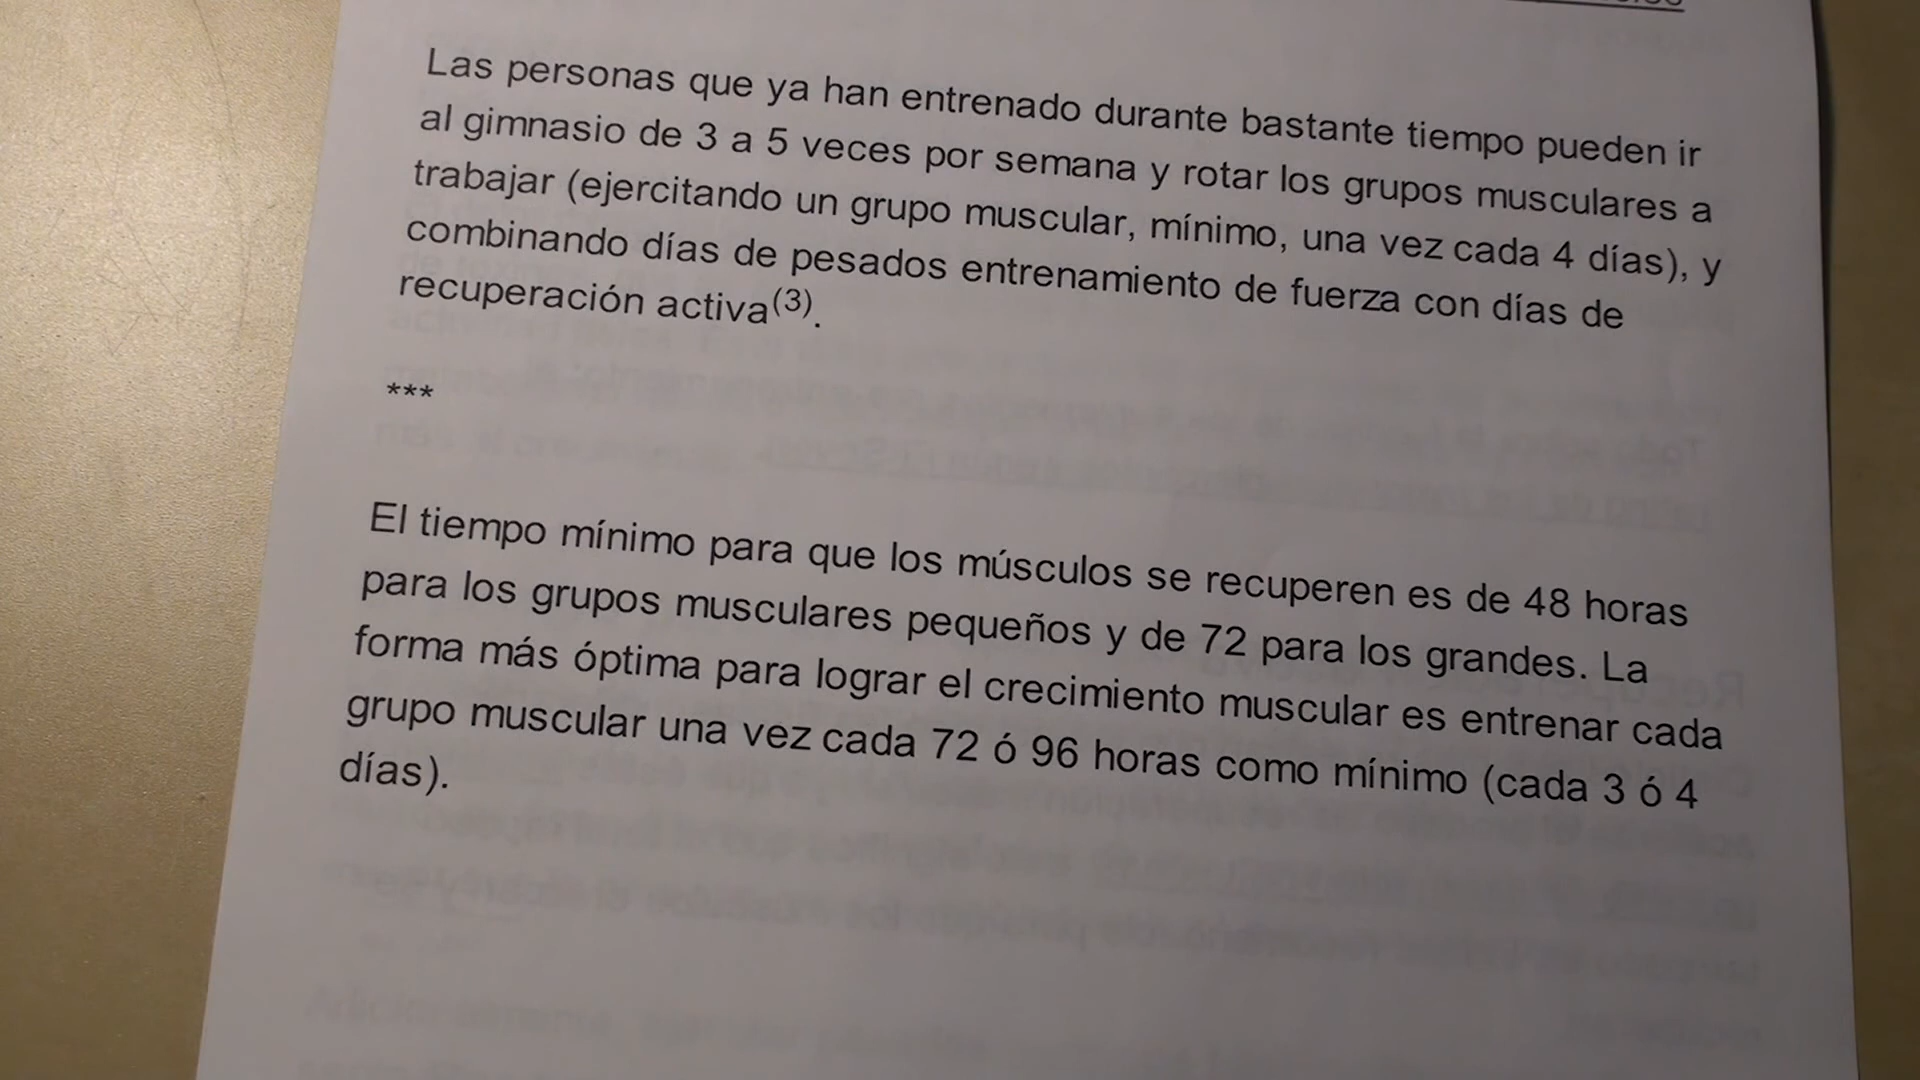 Las personas que ya han entrenado durante bastante tiempo pueden ir
al gimnasio de 3 a 5 veces por semana y rotar los grupos musculares a
trabajar (ejercitando un grupo muscular, mínimo, una vez cada 4 días), y
combinando días de pesados entrenamiento de fuerza con días de
recuperación activa(3).
***
El tiempo mínimo para que los músculos se recuperen es de 48 horas
para los grupos musculares pequeños y de 72 para los grandes. La
forma más óptima para lograr el crecimiento muscular es entrenar cada
grupo muscular una vez cada 72 ó 96 horas como mínimo (cada 3 ó 4
días).